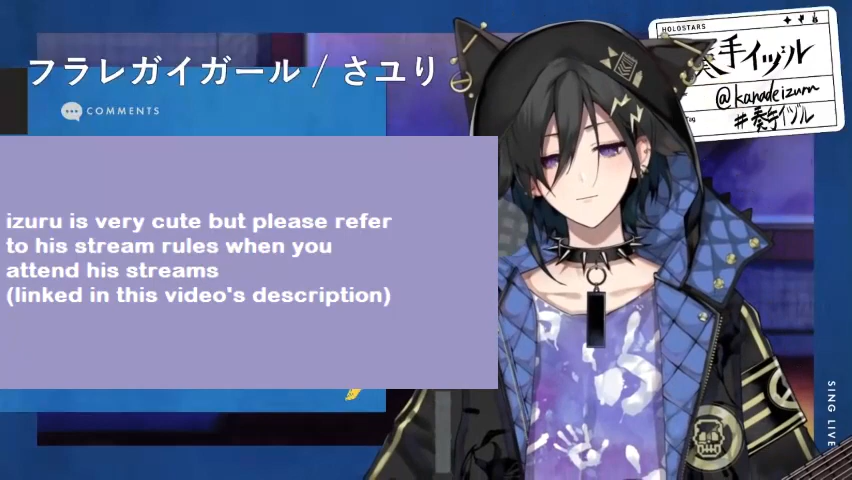 フラレガイガール / さユり
COMMENTS
izuru is very cute but please refer
to his stream rules when you
attend his streams
(linked in this video's description)
HOLOSTARS
奏手イヅル
@kanadeizuru
Tag
#奏でイヅル
SING LIVE